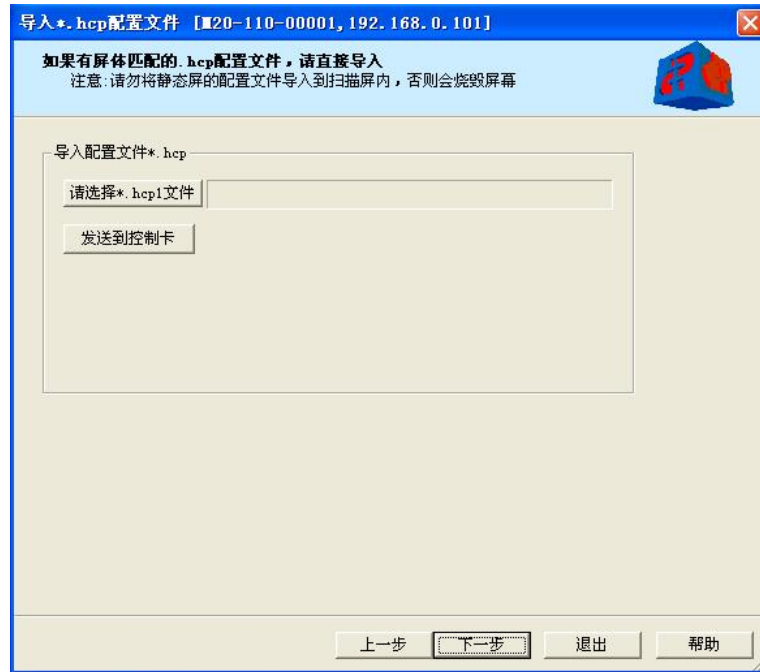 导入*.hcp配置文件 [M20-110-00001,192.168.0.101]
如果有屏体匹配的.hcp配置文件，请直接导入
注意:请勿将静态屏的配置文件导入到扫描屏内，否则会烧毁屏幕
导入配置文件*.hcp
请选择*.hcp1文件
发送到控制卡
上一步 下一步 退出 帮助